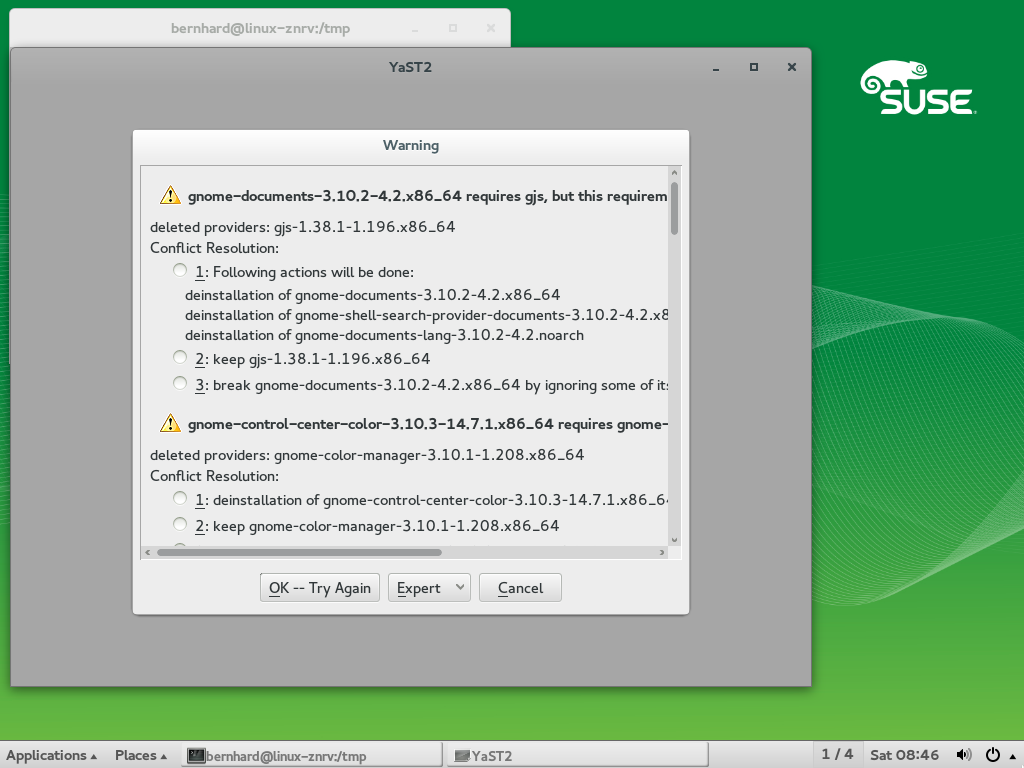 bernhard@linux-znrv:/tmp
YaST2
SUSE
Warning
gnome-documents-3.10.2-4.2.x86_64 requires gjs, but this requirem
deleted providers: gjs-1.38.1-1.196.x86_64
Conflict Resolution:
1: Following actions will be done:
deinstallation of gnome-documents-3.10.2-4.2.x86_64
deinstallation of gnome-shell-search-provider-documents-3.10.2-4.2.x8
deinstallation of gnome-documents-lang-3.10.2-4.2.noarch
2: keep gjs-1.38.1-1.196.x86_64
3: break gnome-documents-3.10.2-4.2.x86_64 by ignoring some of its
gnome-control-center-color-3.10.3-14.7.1.x86_64 requires gnome-
deleted providers: gnome-color-manager-3.10.1-1.208.x86_64
Conflict Resolution:
1: deinstallation of gnome-control-center-color-3.10.3-14.7.1.x86_64
2: keep gnome-color-manager-3.10.1-1.208.x86_64
OK -- Try Again Expert Cancel
Applications Places bernhard@linux-znrv:/tmp YaST2 1 / 4 Sat 08:46